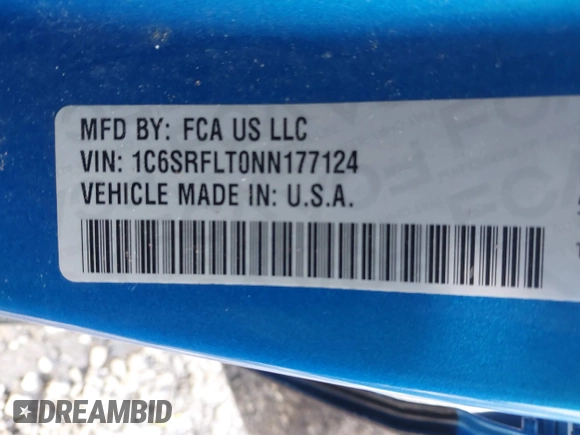 MFD BY: FCA US LLC
VIN: 1C6SRFLT0NN177124
VEHICLE MADE IN: U.S.A.
DREAMBID